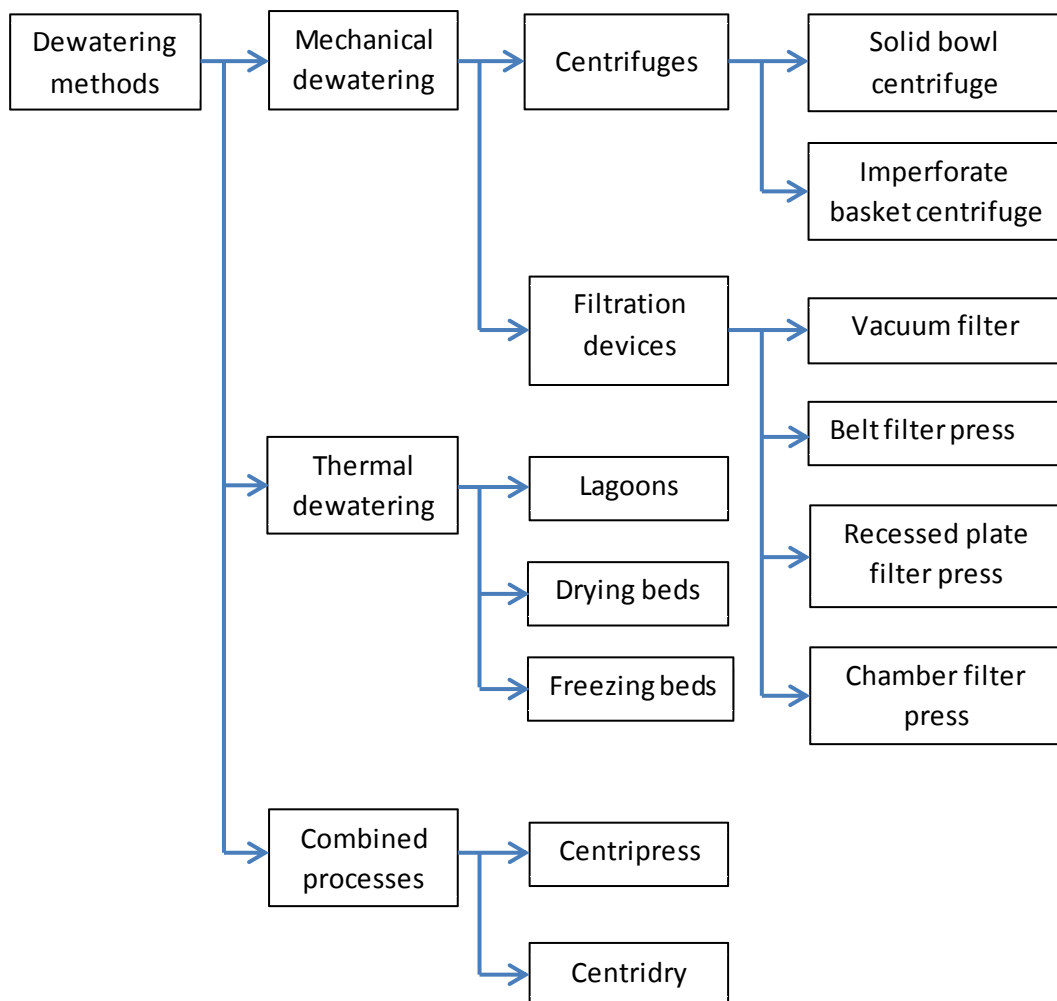 Dewatering
methods
Mechanical
dewatering
Centrifuges
Solid bowl
centrifuge
Imperforate
basket centrifuge
Filtration
devices
Vacuum filter
Belt filter press
Recessed plate
filter press
Chamber filter
press
Thermal
dewatering
Lagoons
Drying beds
Freezing beds
Combined
processes
Centripress
Centridry